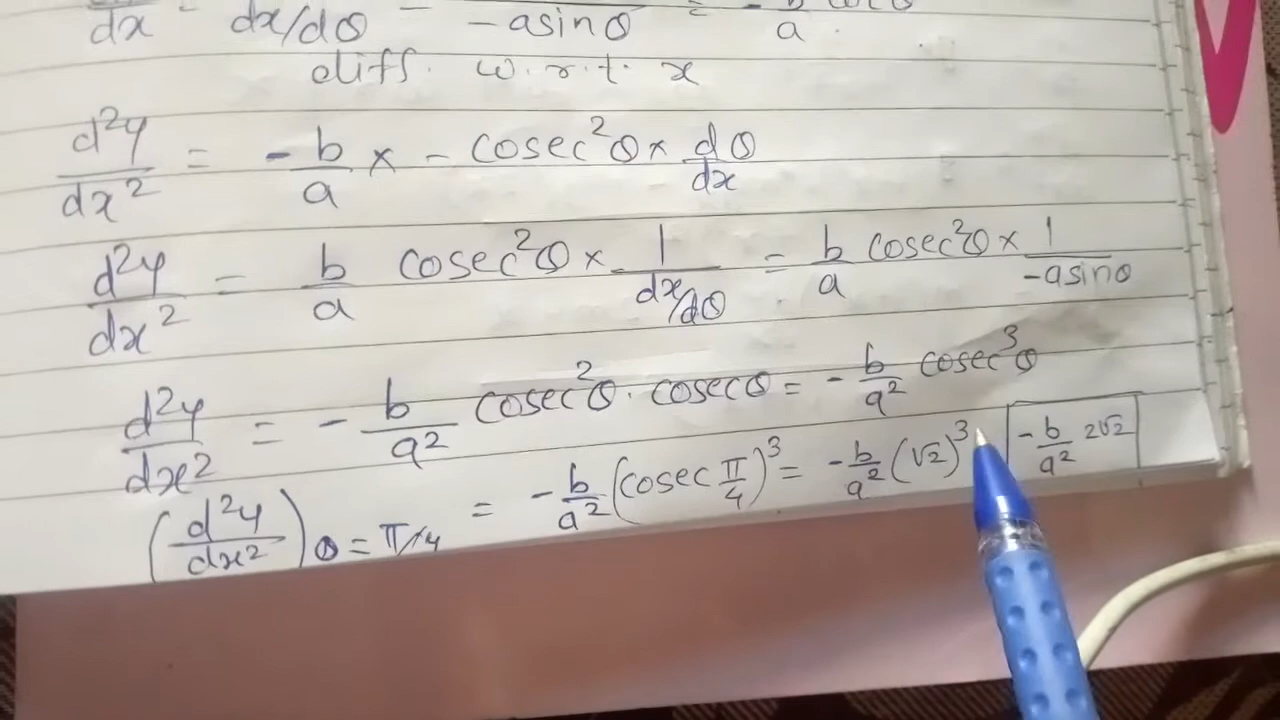 dx dx/dθ -asinθ a
diff. w.r.t. x
d²y/dx² = -b/a × - cosec²θ × dθ/dx
d²y/dx² = b/a cosec²θ × 1/dx/dθ = b/a cosec²θ × 1/-asinθ
d²y/dx² = -b/a² cosec²θ. cosecθ = -b/a² cosec³θ
(d²y/dx²)θ = π/4 = -b/a² (cosec π/4)³ = -b/a² (√2)³ -b/a² 2√2